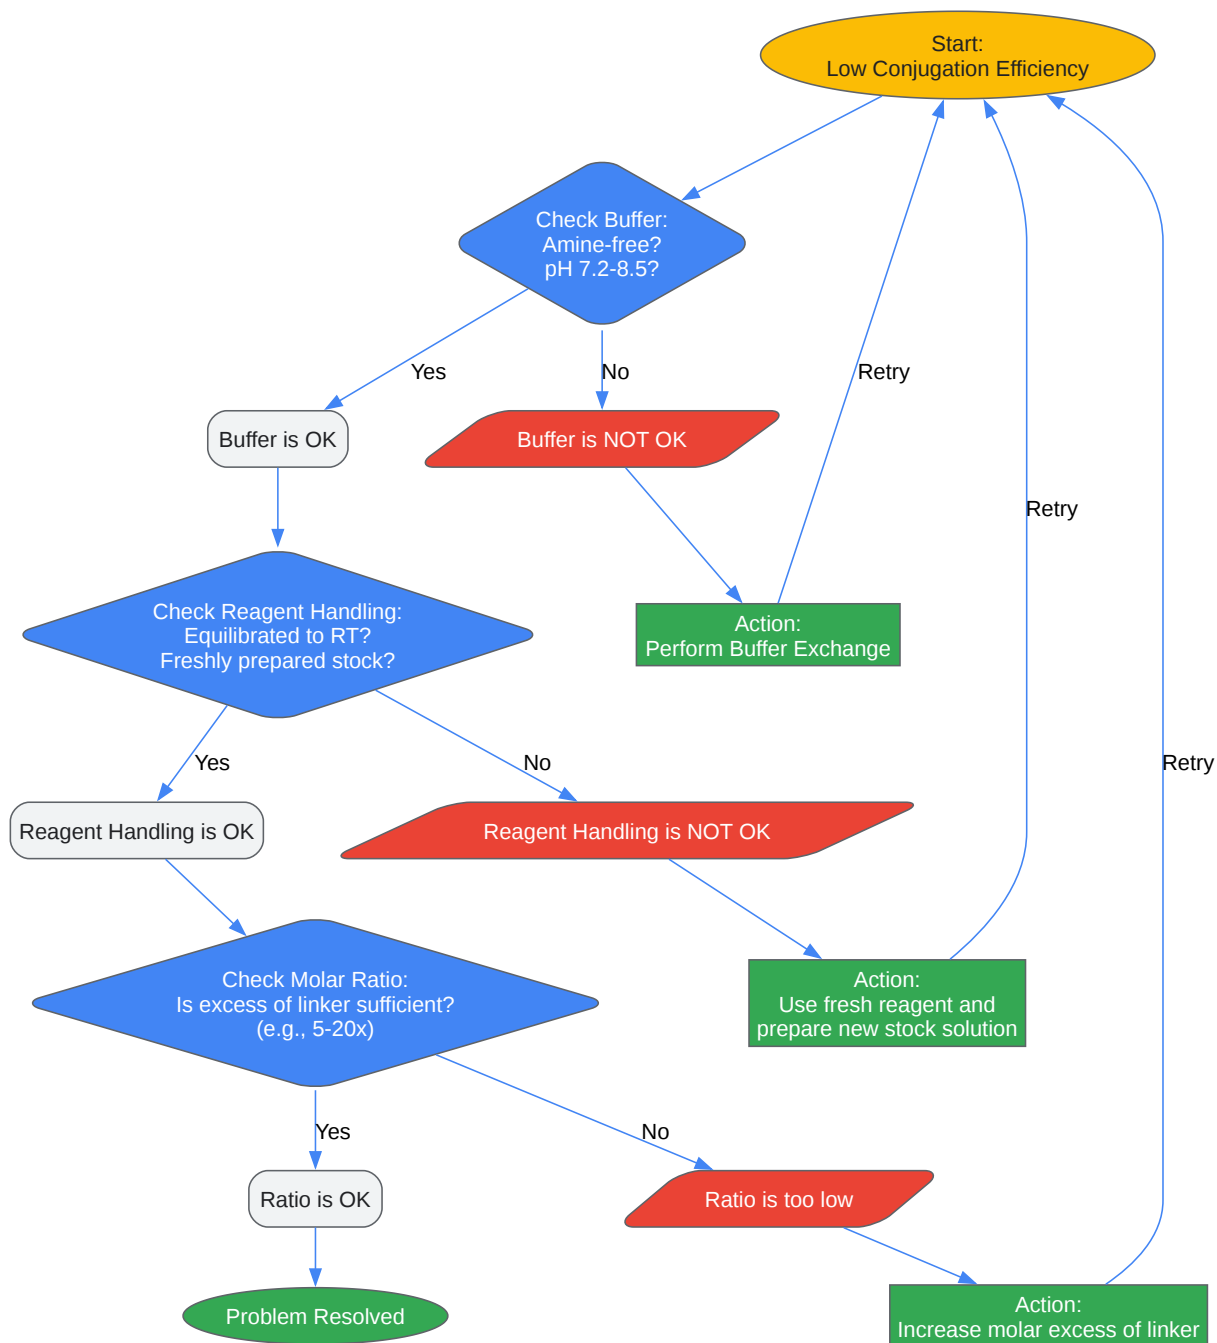 Start:
Low Conjugation Efficiency
Check Buffer:
Amine-free?
pH 7.2-8.5?
Yes
No
Retry
Buffer is OK
Buffer is NOT OK
Retry
Check Reagent Handling:
Equilibrated to RT?
Freshly prepared stock?
Action:
Perform Buffer Exchange
Yes
No
Retry
Reagent Handling is OK
Reagent Handling is NOT OK
Check Molar Ratio:
Is excess of linker sufficient?
(e.g., 5-20x)
Action:
Use fresh reagent and
prepare new stock solution
Yes
No
Ratio is OK
Ratio is too low
Problem Resolved
Action:
Increase molar excess of linker